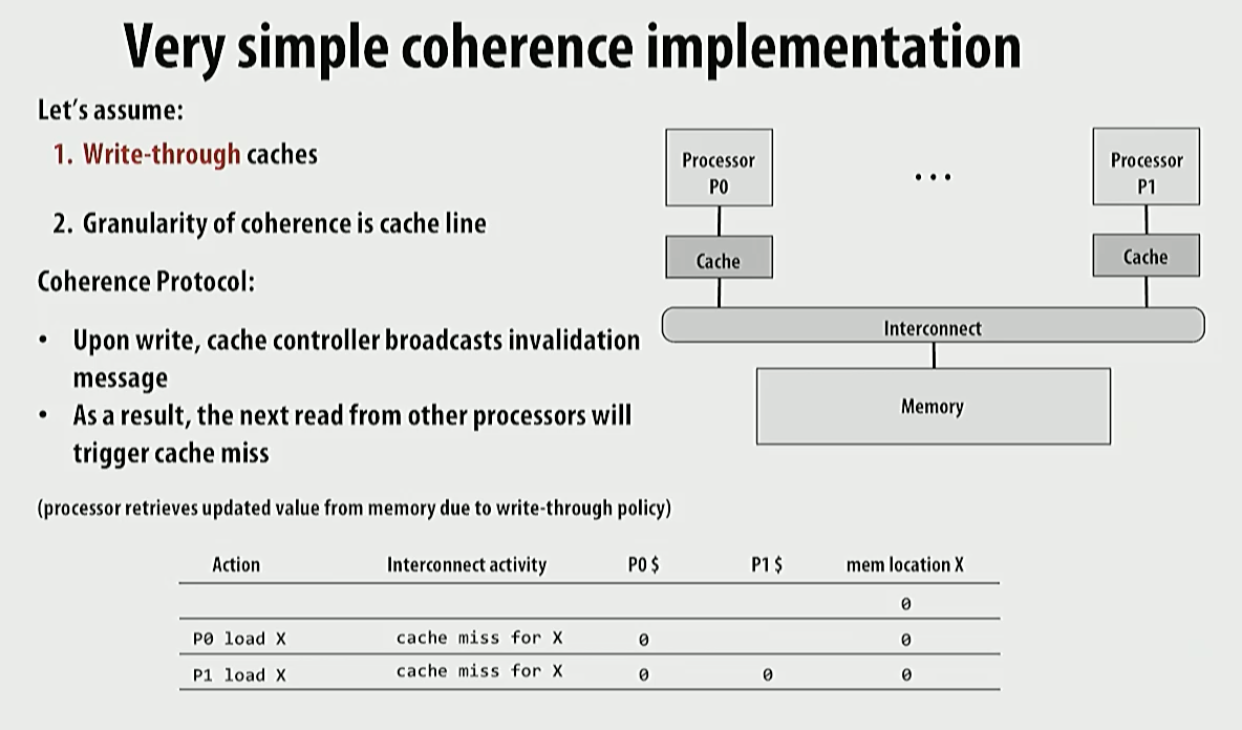 Very simple coherence implementation
Let's assume:
1. Write-through caches
2. Granularity of coherence is cache line
Coherence Protocol:
• Upon write, cache controller broadcasts invalidation
message
• As a result, the next read from other processors will
trigger cache miss
(processor retrieves updated value from memory due to write-through policy)
Processor
P0
Cache
...
Processor
P1
Cache
Interconnect
Memory
Action Interconnect activity P0 $ P1 $ mem location X
0
P0 load X cache miss for X 0 0
P1 load X cache miss for X 0 0 0